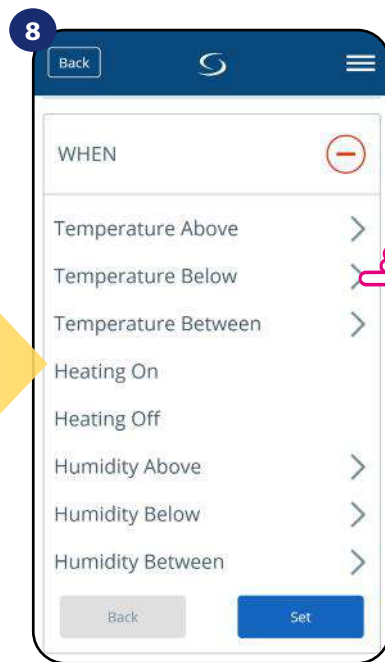 8
Back
WHEN
Temperature Above
Temperature Below
Temperature Between
Heating On
Heating Off
Humidity Above
Humidity Below
Humidity Between
Back Set